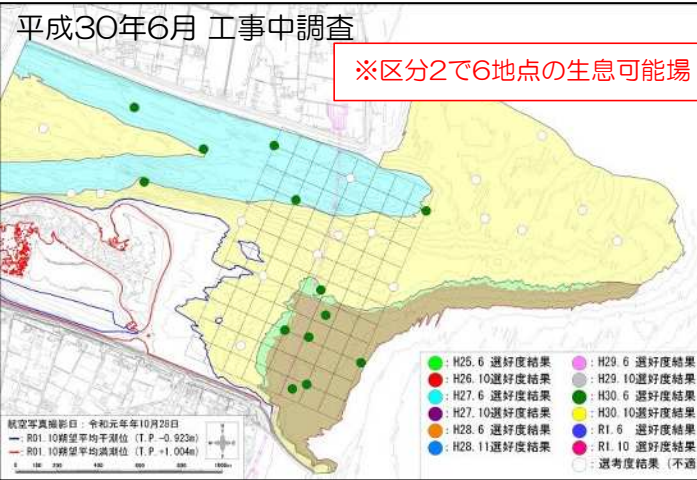 平成30年6月 工事中調査
※区分2で6地点の生息可能場
: H25.6 選好度結果
: H26.10選好度結果
: H27.6 選好度結果
: H27.10選好度結果
: H28.6 選好度結果
: H28.11選好度結果
: H29.6 選好度結果
: H29.10選好度結果
: H30.6 選好度結果
: H30.10選好度結果
: R1.6 選好度結果
: R1.10 選好度結果
: 選考度結果（不適
航空写真撮影日：令和元年年10月28日
: R01.10朔望平均干潮位（T.P.-0.923m）
: R01.10朔望平均満潮位（T.P.+1.004m）
0 100 200 400 600 800 1000m